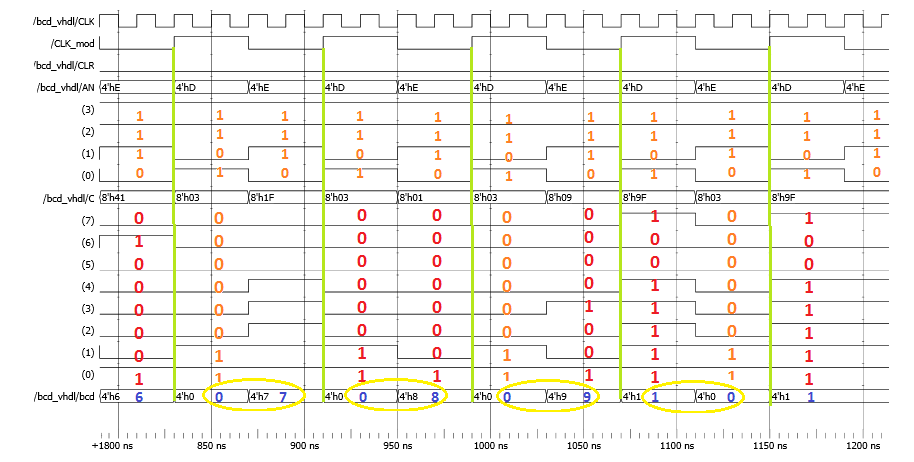 /bcd_vhdl/CLK
/CLK_mod
/bcd_vhdl/CLR
/bcd_vhdl/AN 4'hE 4'hD 4'hE 4'hD 4'hE 4'hD 4'hE 4'hD 4'hE 4'hD 4'hE
(3) 1 1 1 1 1 1 1 1 1 1 1
(2) 1 1 1 1 1 1 1 1 1 1 1
(1) 1 0 1 0 1 0 1 0 1 0 1
(0) 0 1 0 1 0 1 0 1 0 1 0
/bcd_vhdl/C 8'h41 8'h03 8'h1F 8'h03 8'h01 8'h03 8'h09 8'h9F 8'h03 8'h9F
(7) 0 0 0 0 0 0 1 0 1
(6) 1 0 0 0 0 0 0 0 0
(5) 0 0 0 0 0 0 0 0 0
(4) 0 0 0 0 0 0 1 0 1
(3) 0 0 0 0 0 1 1 0 1
(2) 0 0 0 0 0 0 1 0 1
(1) 0 1 1 0 1 0 1 1 1
(0) 1 1 1 1 1 1 1 1 1
/bcd_vhdl/bcd 4'h6 6 4'h0 0 4'h7 7 4'h0 0 4'h8 8 4'h0 0 4'h9 9 4'h1 1 4'h0 0 4'h1 1
+1800 ns 850 ns 900 ns 950 ns 1000 ns 1050 ns 1100 ns 1150 ns 1200 ns